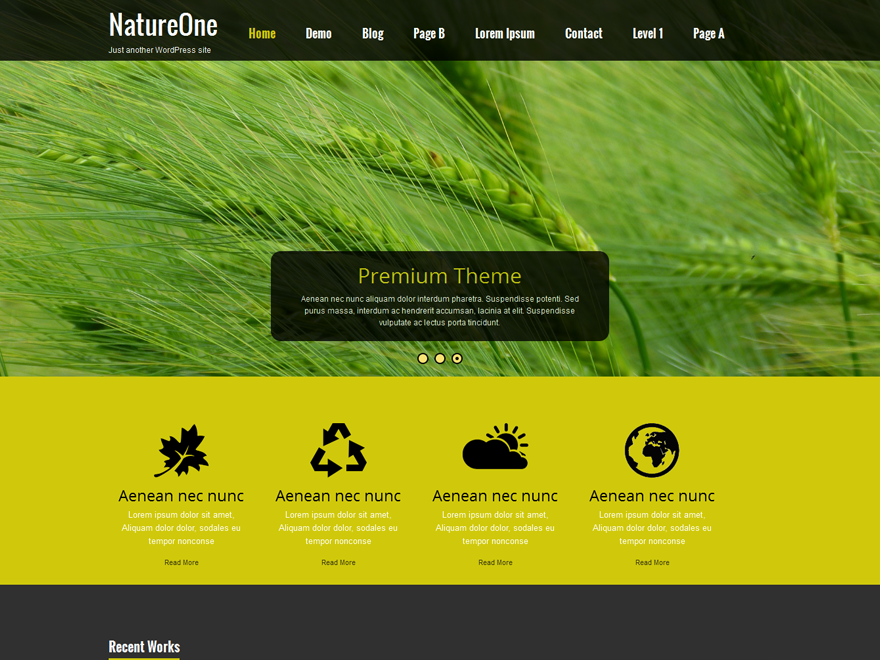 NatureOne
Just another WordPress site
Home Demo Blog Page B Lorem Ipsum Contact Level 1 Page A
Premium Theme
Aenean nec nunc aliquam dolor interdum pharetra. Suspendisse potenti. Sed
purus massa, interdum ac hendrerit accumsan, lacinia at elit. Suspendisse
vulputate ac lectus porta tincidunt.
Aenean nec nunc
Lorem ipsum dolor sit amet,
Aliquam dolor dolor, sodales eu
tempor nonconse
Read More
Aenean nec nunc
Lorem ipsum dolor sit amet,
Aliquam dolor dolor, sodales eu
tempor nonconse
Read More
Aenean nec nunc
Lorem ipsum dolor sit amet,
Aliquam dolor dolor, sodales eu
tempor nonconse
Read More
Aenean nec nunc
Lorem ipsum dolor sit amet,
Aliquam dolor dolor, sodales eu
tempor nonconse
Read More
Recent Works